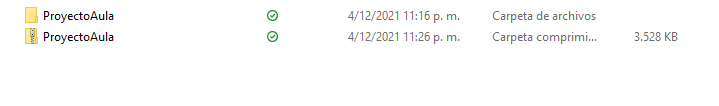 ProyectoAula 4/12/2021 11:16 p. m. Carpeta de archivos
ProyectoAula 4/12/2021 11:26 p. m. Carpeta comprimi... 3.528 KB